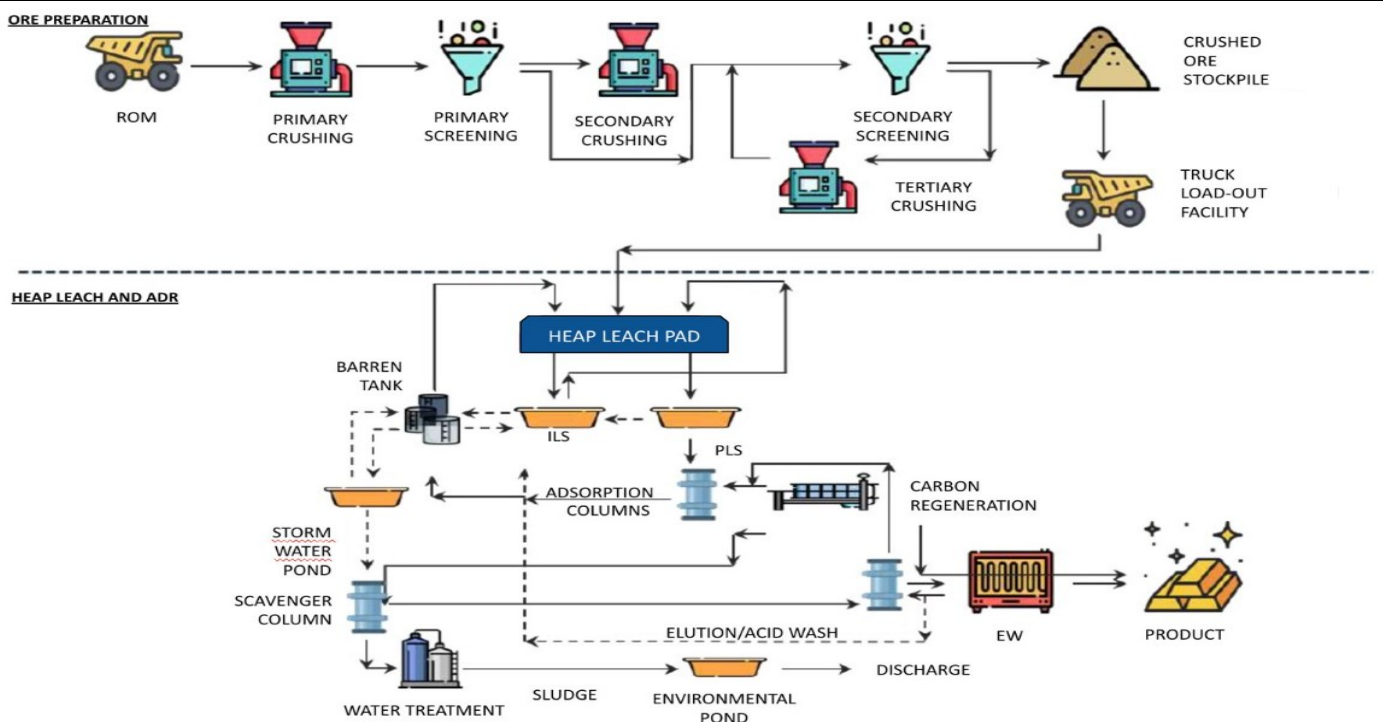 ORE PREPARATION
ROM
PRIMARY
CRUSHING
PRIMARY
SCREENING
SECONDARY
CRUSHING
SECONDARY
SCREENING
TERTIARY
CRUSHING
CRUSHED
ORE
STOCKPILE
TRUCK
LOAD-OUT
FACILITY
HEAP LEACH AND ADR
HEAP LEACH PAD
BARREN
TANK
ILS
PLS
ADSORPTION
COLUMNS
CARBON
REGENERATION
STORM
WATER
POND
SCAVENGER
COLUMN
ELUTION/ACID WASH
EW
PRODUCT
WATER TREATMENT
SLUDGE
ENVIRONMENTAL
POND
DISCHARGE